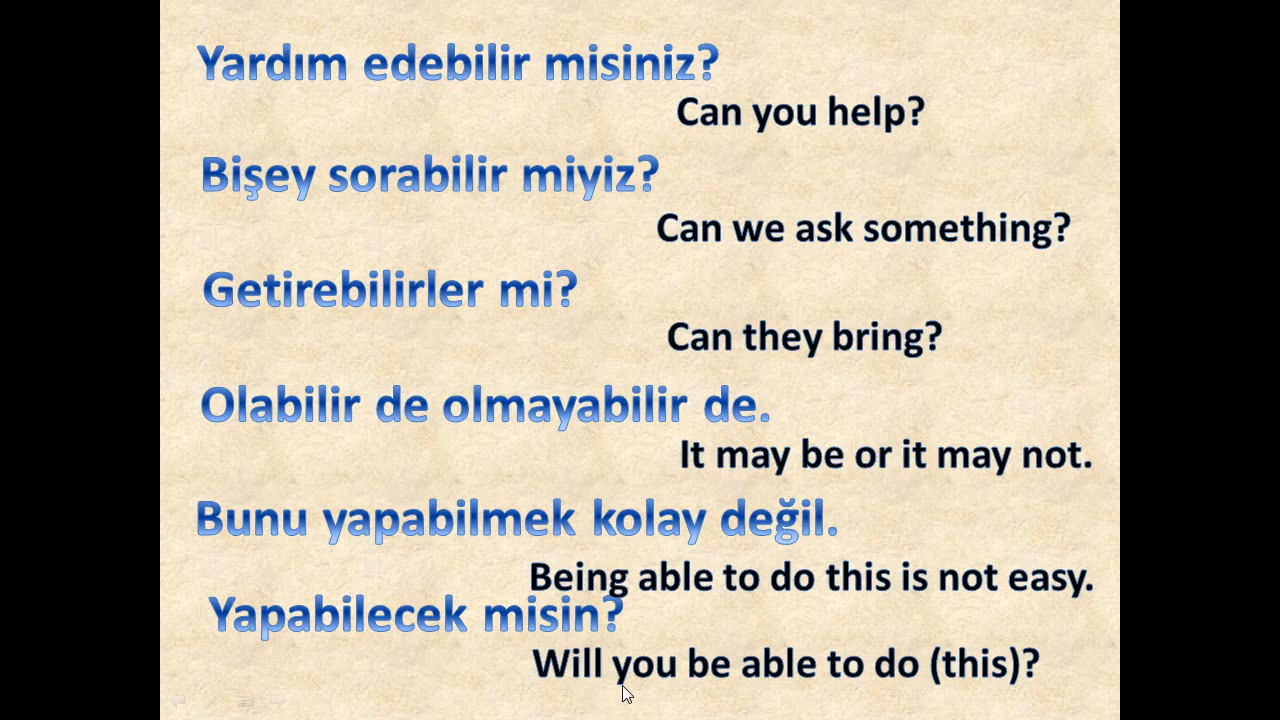 Yardım edebilir misiniz?
Can you help?
Bişey sorabilir miyiz?
Can we ask something?
Getirebilirler mi?
Can they bring?
Olabilir de olmayabilir de.
It may be or it may not.
Bunu yapabilmek kolay değil.
Being able to do this is not easy.
Yapabilecek misin?
Will you be able to do (this)?